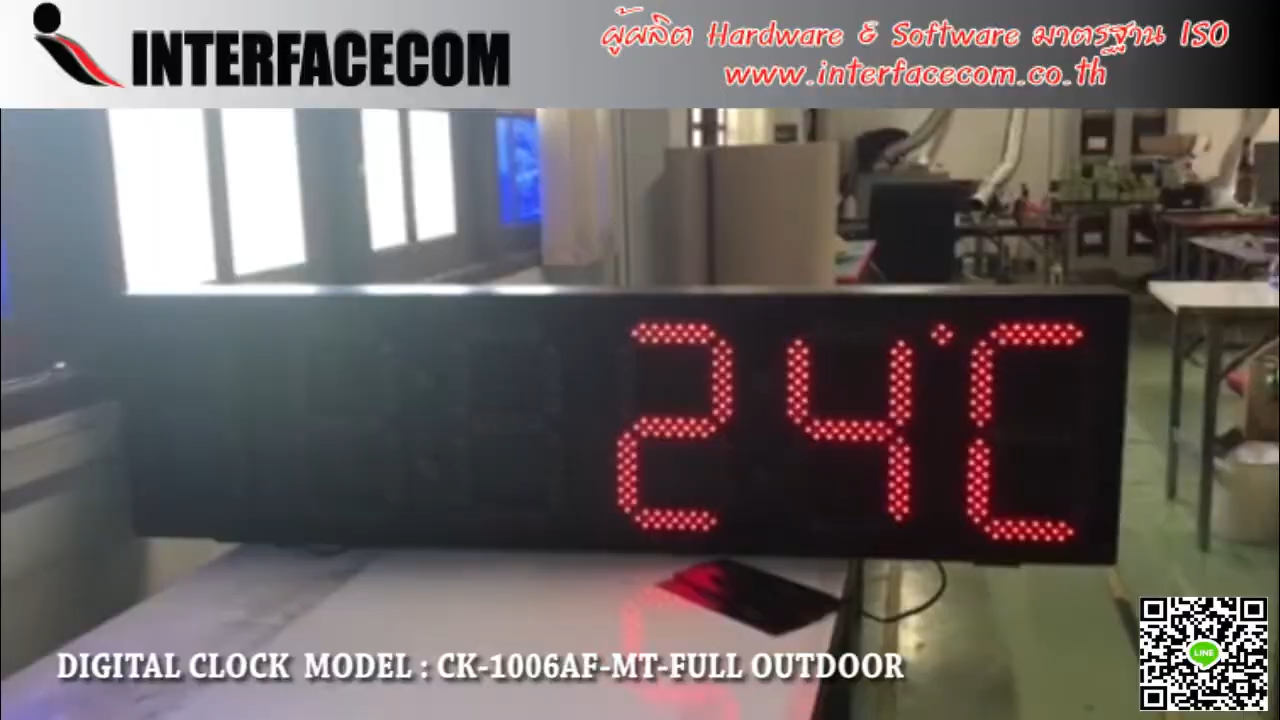 INTERFACECOM
ผู้ผลิต Hardware & Software มาตรฐาน ISO
www.interfacecom.co.th
24°C
DIGITAL CLOCK MODEL : CK-1006AF-MT-FULL OUTDOOR
LINE